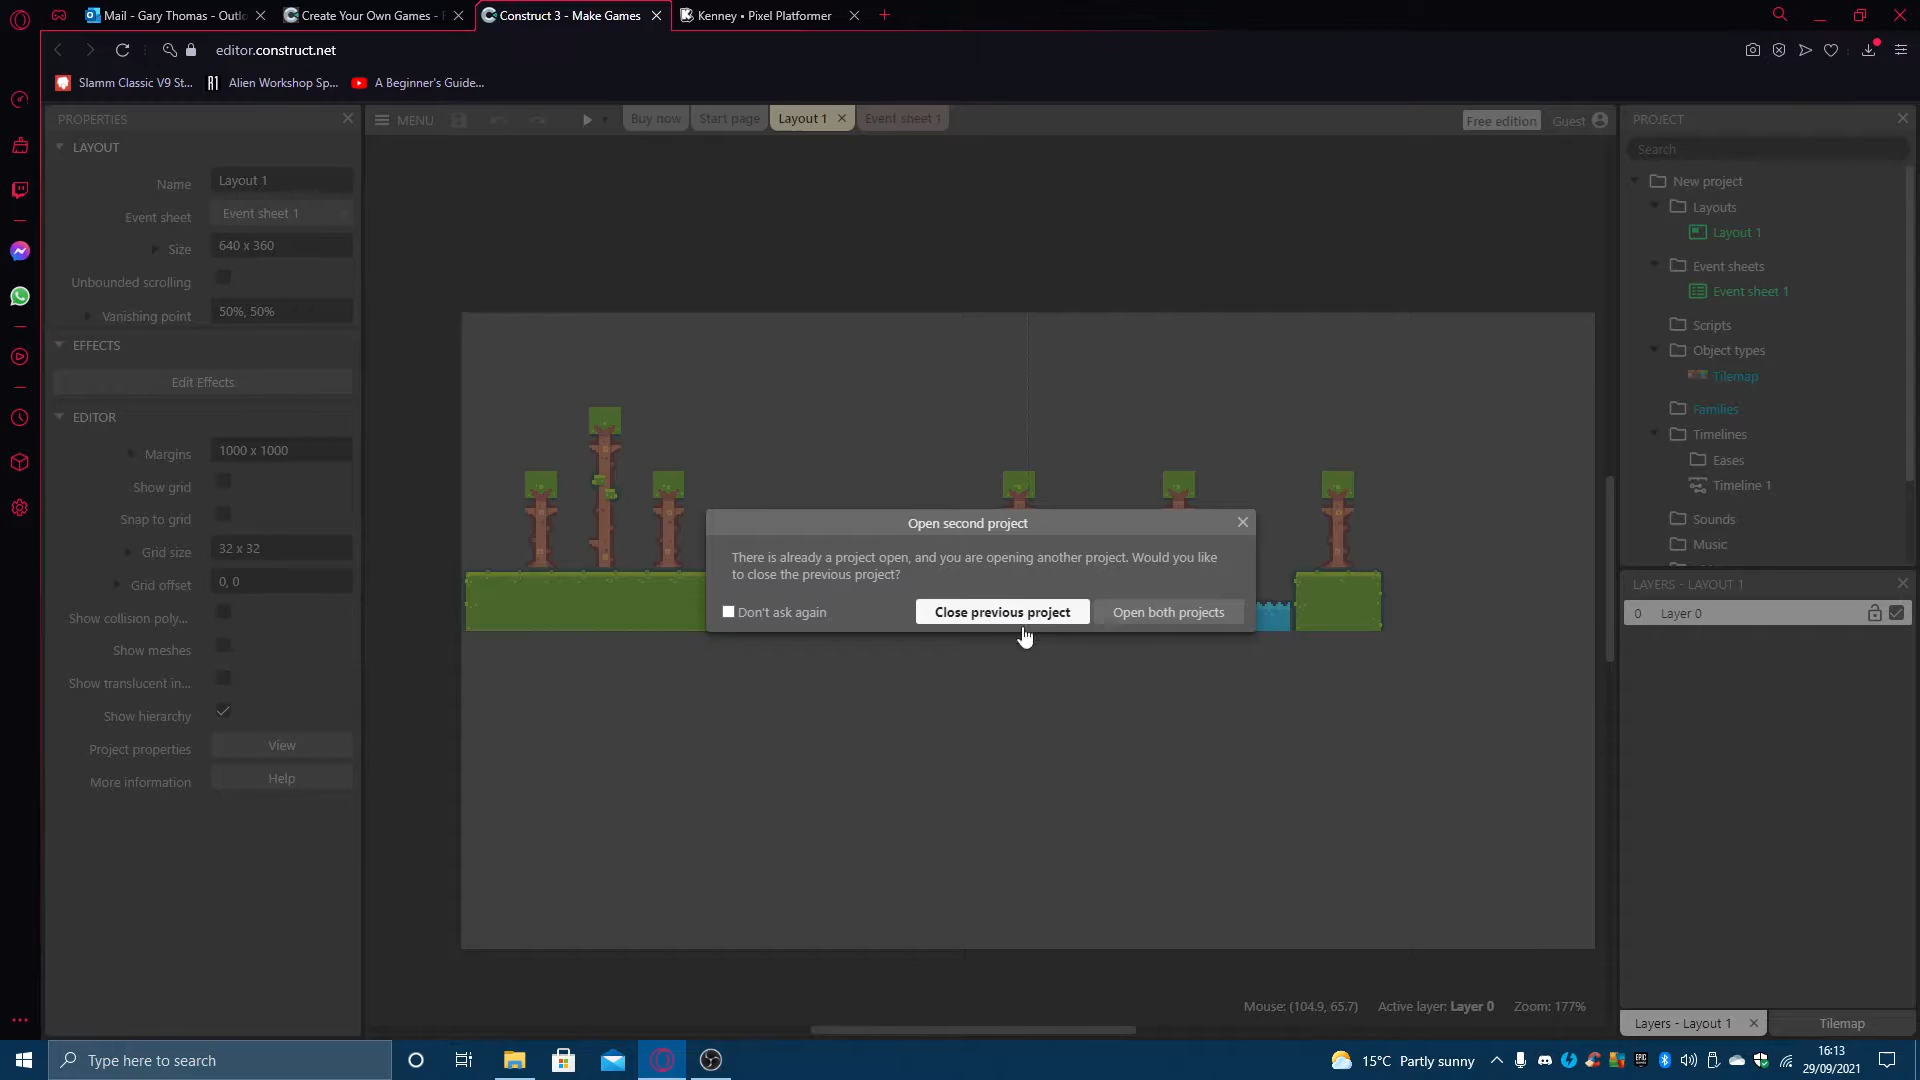 Mail - Gary Thomas - Outlo
Create Your Own Games - F
Construct 3 - Make Games
Kenney • Pixel Platformer
editor.construct.net
Slamm Classic V9 St...
Alien Workshop Sp...
A Beginner's Guide...
PROPERTIES
LAYOUT
Name
Layout 1
Event sheet
Event sheet 1
Size
640 x 360
Unbounded scrolling
Vanishing point
50%, 50%
EFFECTS
Edit Effects
EDITOR
Margins
1000 x 1000
Show grid
Snap to grid
Grid size
32 x 32
Grid offset
0, 0
Show collision poly...
Show meshes
Show translucent in...
Show hierarchy
Project properties
View
More information
Help
MENU
Buy now
Start page
Layout 1
Event sheet 1
Free edition
Guest
Open second project
There is already a project open, and you are opening another project. Would you like
to close the previous project?
Don't ask again
Close previous project
Open both projects
Mouse: (104.9, 65.7)
Active layer: Layer 0
Zoom: 177%
PROJECT
Search
New project
Layouts
Layout 1
Event sheets
Event sheet 1
Scripts
Object types
Tilemap
Families
Timelines
Eases
Timeline 1
Sounds
Music
LAYERS - LAYOUT 1
0 Layer 0
Layers - Layout 1
Tilemap
Type here to search
15°C Partly sunny
16:13
29/09/2021